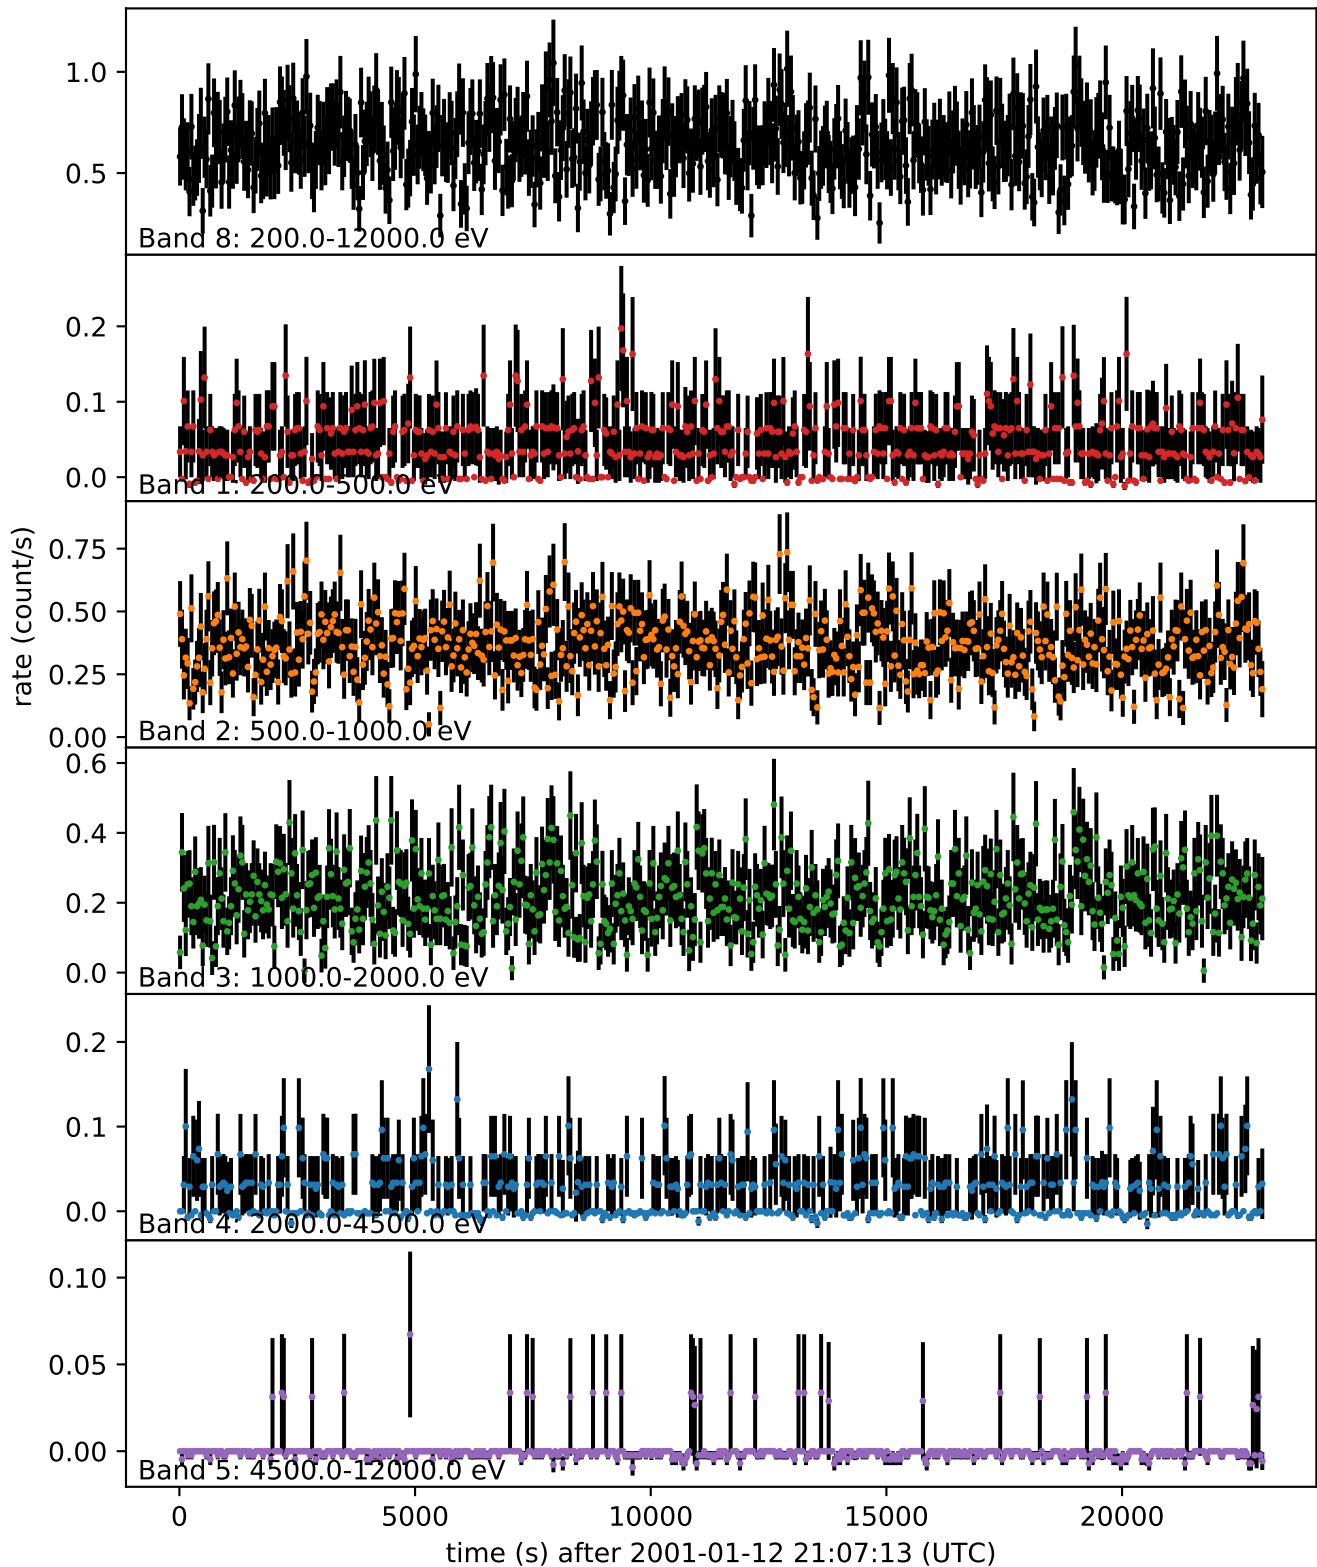 1.0
0.5
Band 8: 200.0-12000.0 eV
0.2
0.1
0.0
Band 1: 200.0-500.0 eV
rate (count/s)
0.75
0.50
0.25
0.00
Band 2: 500.0-1000.0 eV
0.6
0.4
0.2
0.0
Band 3: 1000.0-2000.0 eV
0.2
0.1
0.0
Band 4: 2000.0-4500.0 eV
0.10
0.05
0.00
Band 5: 4500.0-12000.0 eV
0 5000 10000 15000 20000
time (s) after 2001-01-12 21:07:13 (UTC)